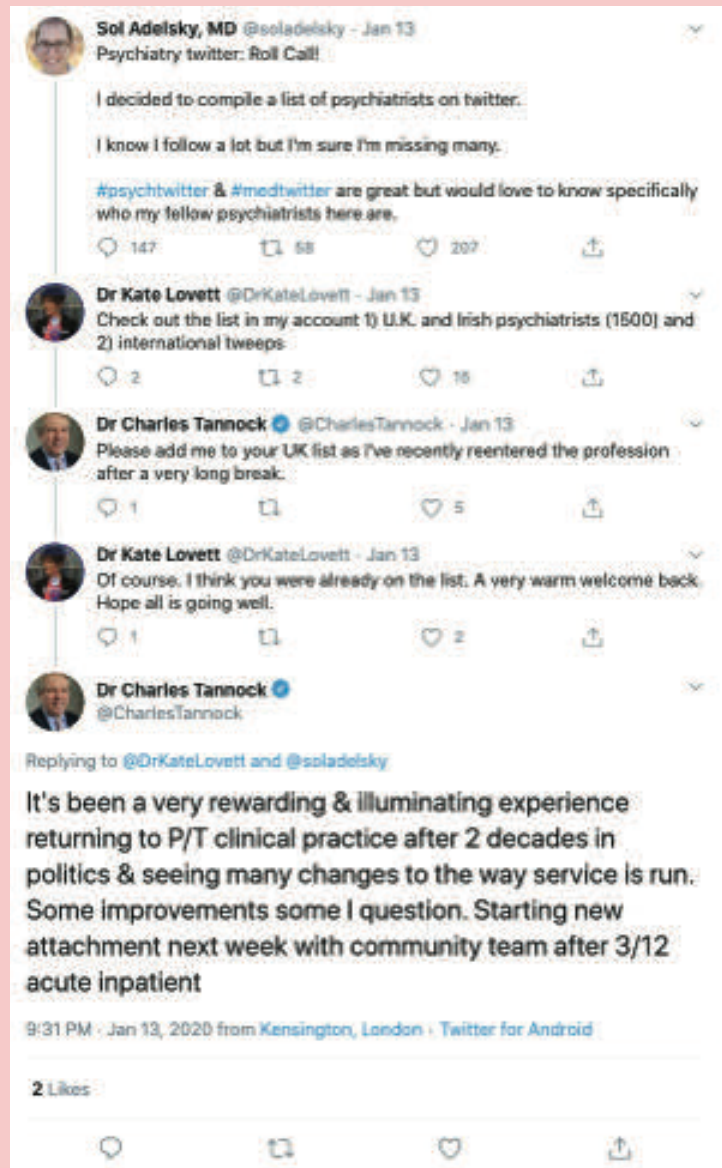 Sol Adelsky, MD @soladelsky · Jan 13
Psychiatry twitter: Roll Call!
I decided to compile a list of psychiatrists on twitter.
I know I follow a lot but I'm sure I'm missing many.
#psychtwitter & #medtwitter are great but would love to know specifically
who my fellow psychiatrists here are.
147 58 207
Dr Kate Lovett @DrKateLovett · Jan 13
Check out the list in my account 1) U.K. and Irish psychiatrists (1500) and
2) international tweeps
2 2 16
Dr Charles Tannock @CharlesTannock · Jan 13
Please add me to your UK list as I've recently reentered the profession
after a very long break.
1 5
Dr Kate Lovett @DrKateLovett · Jan 13
Of course. I think you were already on the list. A very warm welcome back.
Hope all is going well.
1 2
Dr Charles Tannock
@CharlesTannock
Replying to @DrKateLovett and @soladelsky
It's been a very rewarding & illuminating experience
returning to P/T clinical practice after 2 decades in
politics & seeing many changes to the way service is run.
Some improvements some I question. Starting new
attachment next week with community team after 3/12
acute inpatient
9:31 PM · Jan 13, 2020 from Kensington, London · Twitter for Android
2 Likes